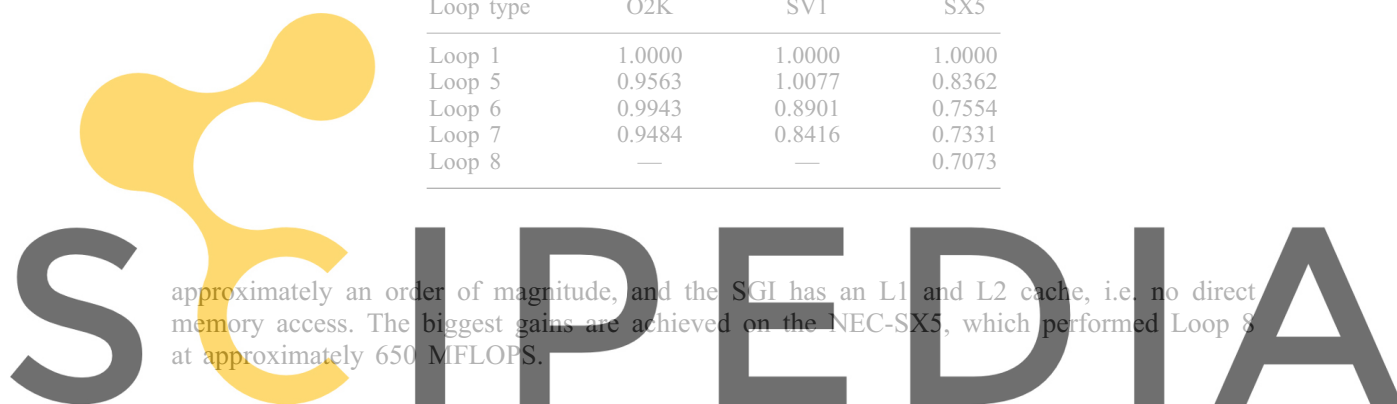 Loop type O2K SV1 SX5
Loop 1 1.0000 1.0000 1.0000
Loop 5 0.9563 1.0077 0.8362
Loop 6 0.9943 0.8901 0.7554
Loop 7 0.9484 0.8416 0.7331
Loop 8 — — 0.7073
SCIPEDIA
approximately an order of magnitude, and the SGI has an L1 and L2 cache, i.e. no direct
memory access. The biggest gains are achieved on the NEC-SX5, which performed Loop 8
at approximately 650 MFLOPS.